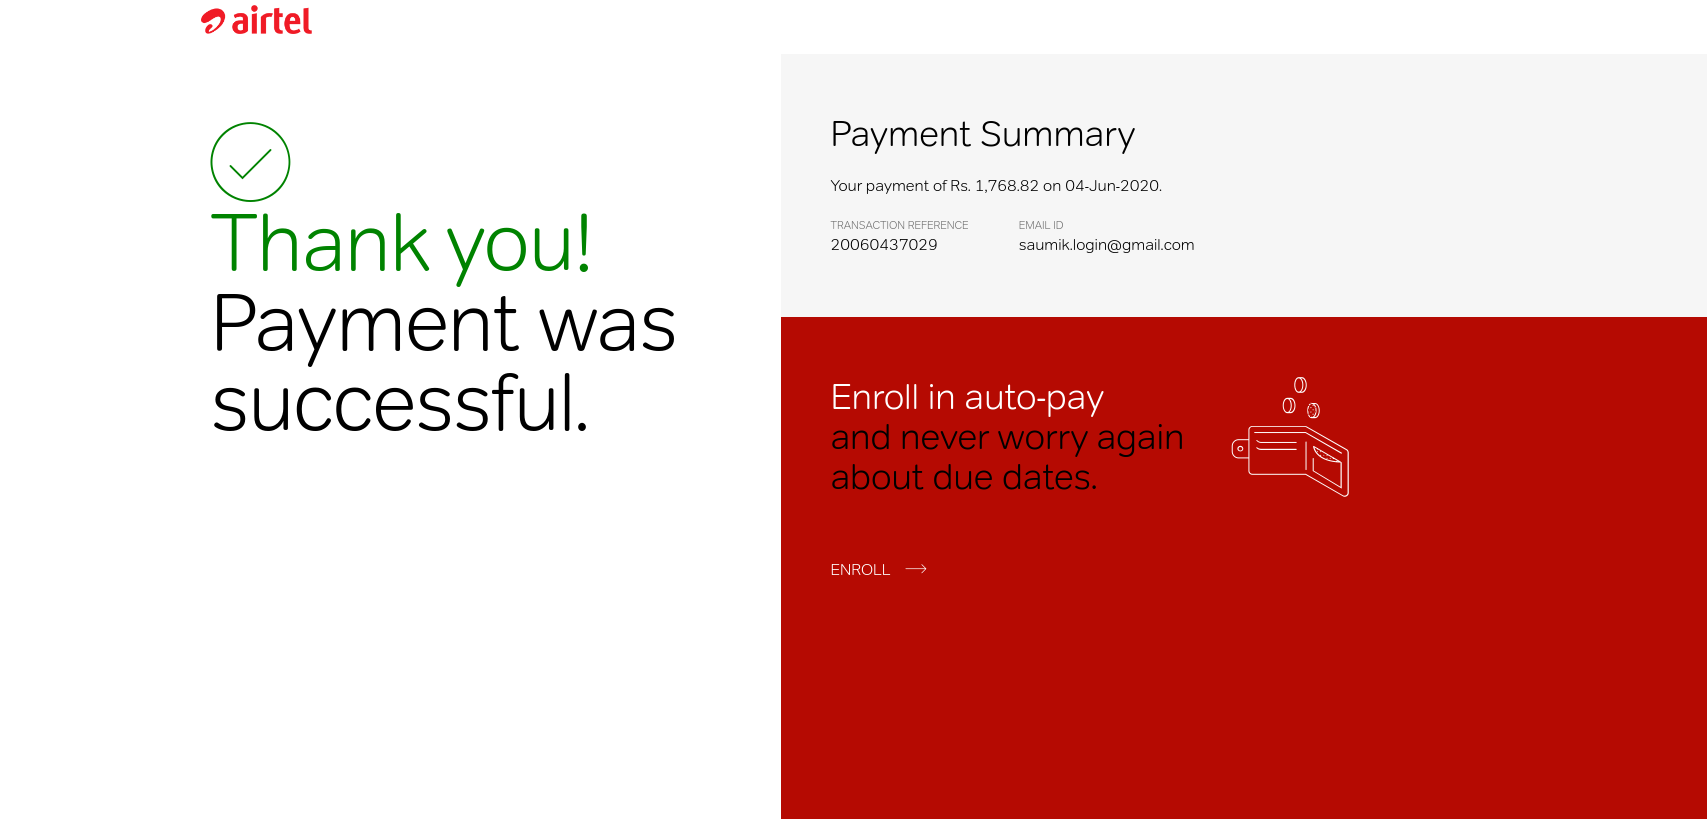 airtel
Thank you!
Payment was
successful.
Payment Summary
Your payment of Rs. 1,768.82 on 04-Jun-2020.
TRANSACTION REFERENCE
20060437029
EMAIL ID
saumik.login@gmail.com
Enroll in auto-pay
and never worry again
about due dates.
ENROLL